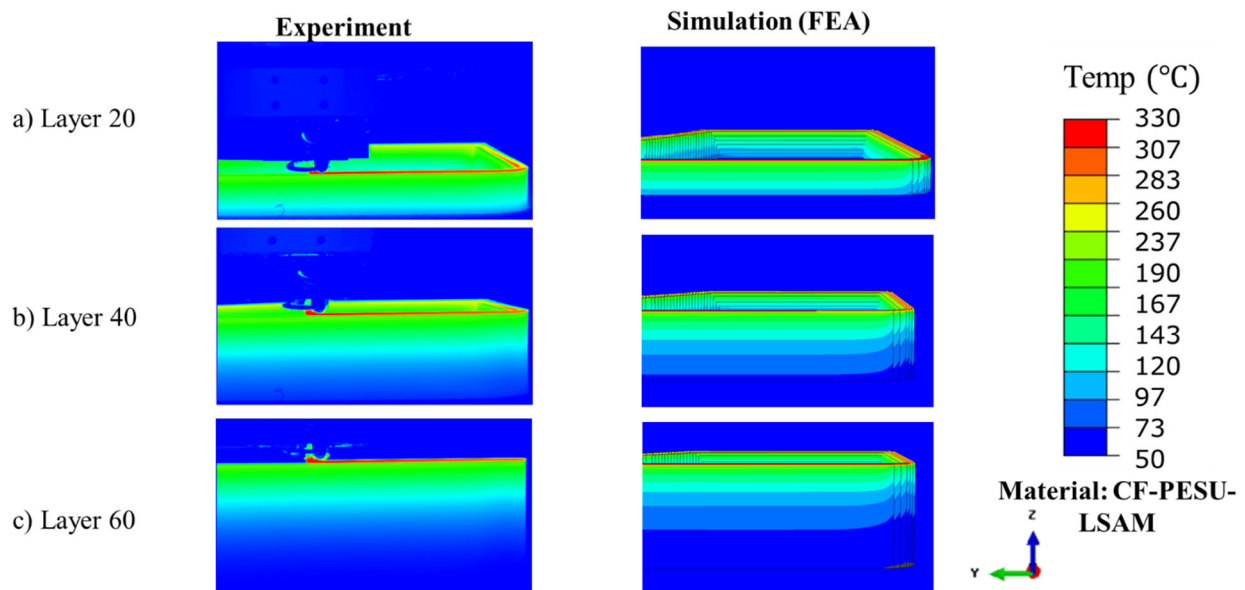 Experiment
Simulation (FEA)
Temp (℃)
a) Layer 20
330
307
283
260
237
190
167
143
120
97
73
50
b) Layer 40
c) Layer 60
Material: CF-PESU-
LSAM
Z
Y